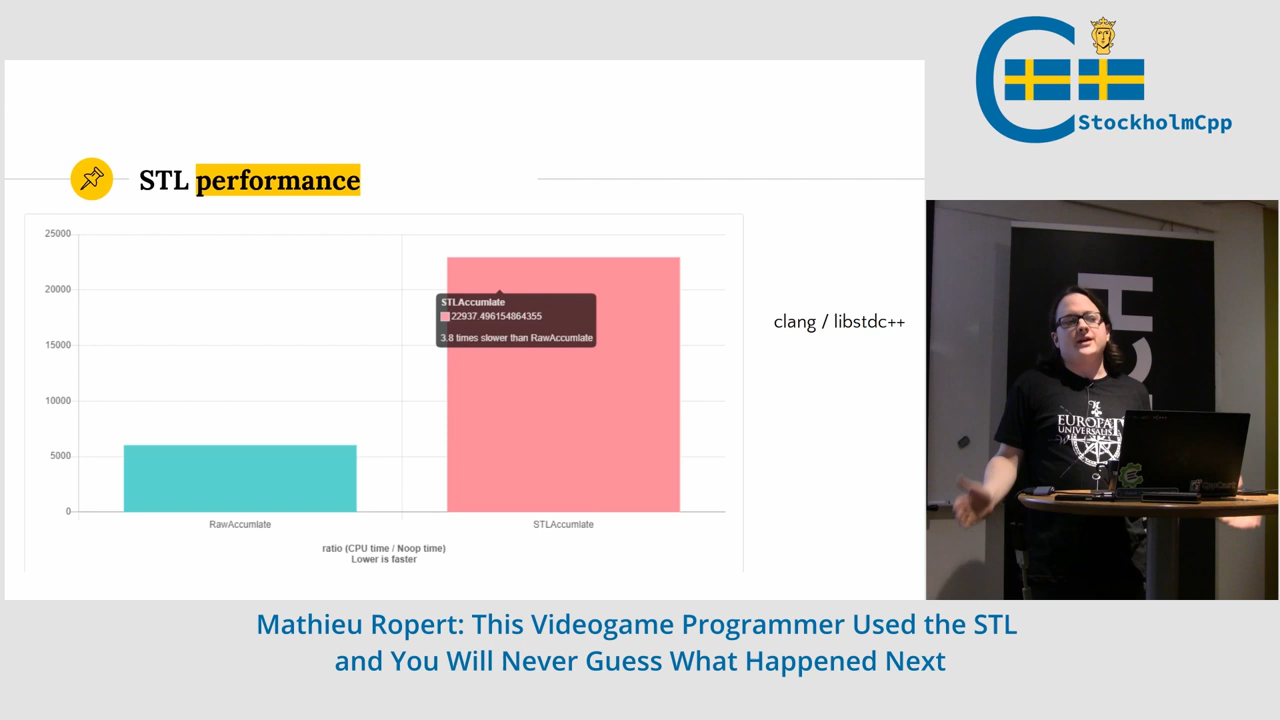 StockholmCpp
STL performance
25000
20000
15000
10000
5000
0
STLAccumlate
22937.496154864355
3.8 times slower than RawAccumlate
RawAccumlate
STLAccumlate
ratio (CPU time / Noop time)
Lower is faster
clang / libstdc++
CH
EUROPA
UNIVERSALIS
IV
Mathieu Ropert: This Videogame Programmer Used the STL
and You Will Never Guess What Happened Next